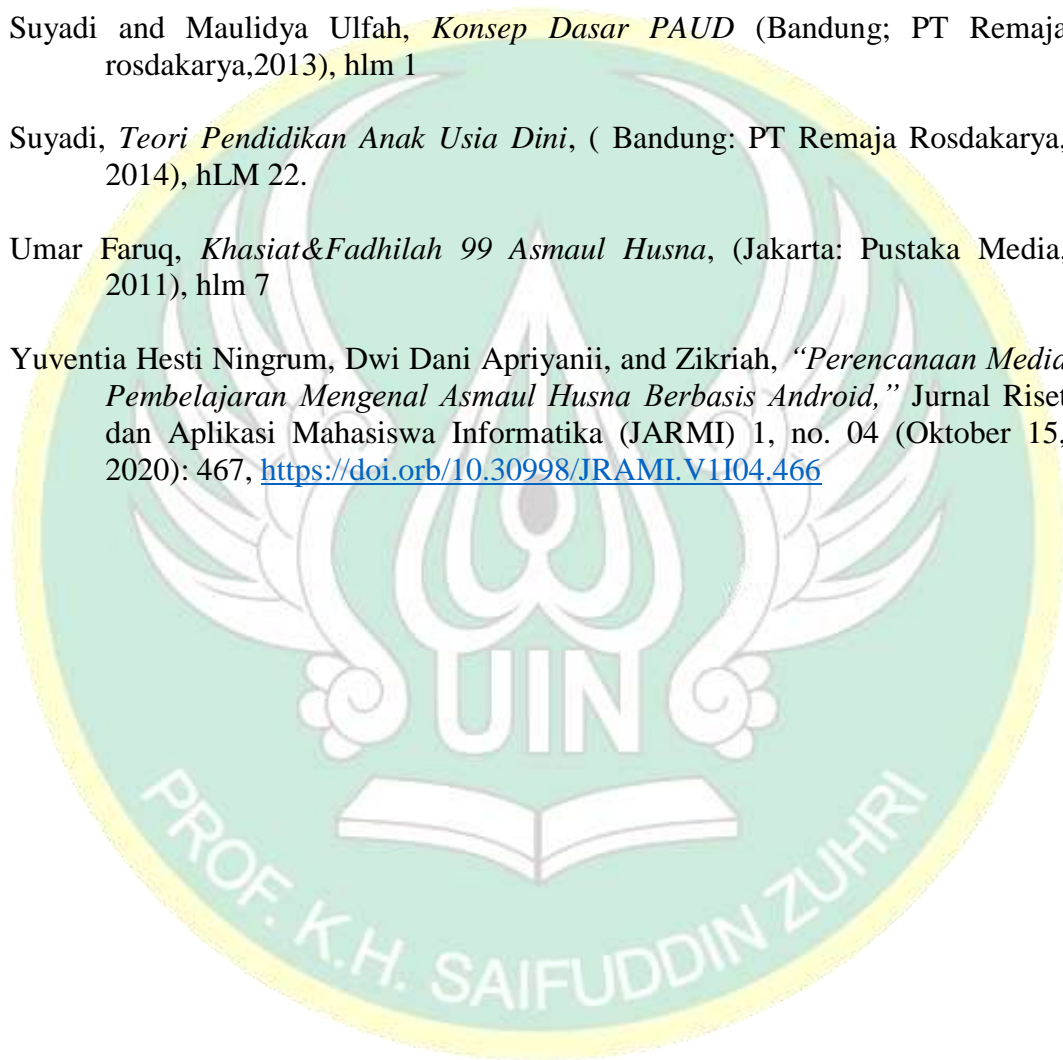 Suyadi and Maulidya Ulfah, Konsep Dasar PAUD (Bandung; PT Remaja
rosdakarya,2013), hlm 1
Suyadi, Teori Pendidikan Anak Usia Dini, ( Bandung: PT Remaja Rosdakarya,
2014), hLM 22.
Umar Faruq, Khasiat&Fadhilah 99 Asmaul Husna, (Jakarta: Pustaka Media,
2011), hlm 7
Yuventia Hesti Ningrum, Dwi Dani Apriyanii, and Zikriah, “Perencanaan Media
Pembelajaran Mengenal Asmaul Husna Berbasis Android,” Jurnal Riset
dan Aplikasi Mahasiswa Informatika (JARMI) 1, no. 04 (Oktober 15,
2020): 467, https://doi.orb/10.30998/JRAMI.V1I04.466
UIN
PROF. K.H. SAIFUDDIN ZUHRI